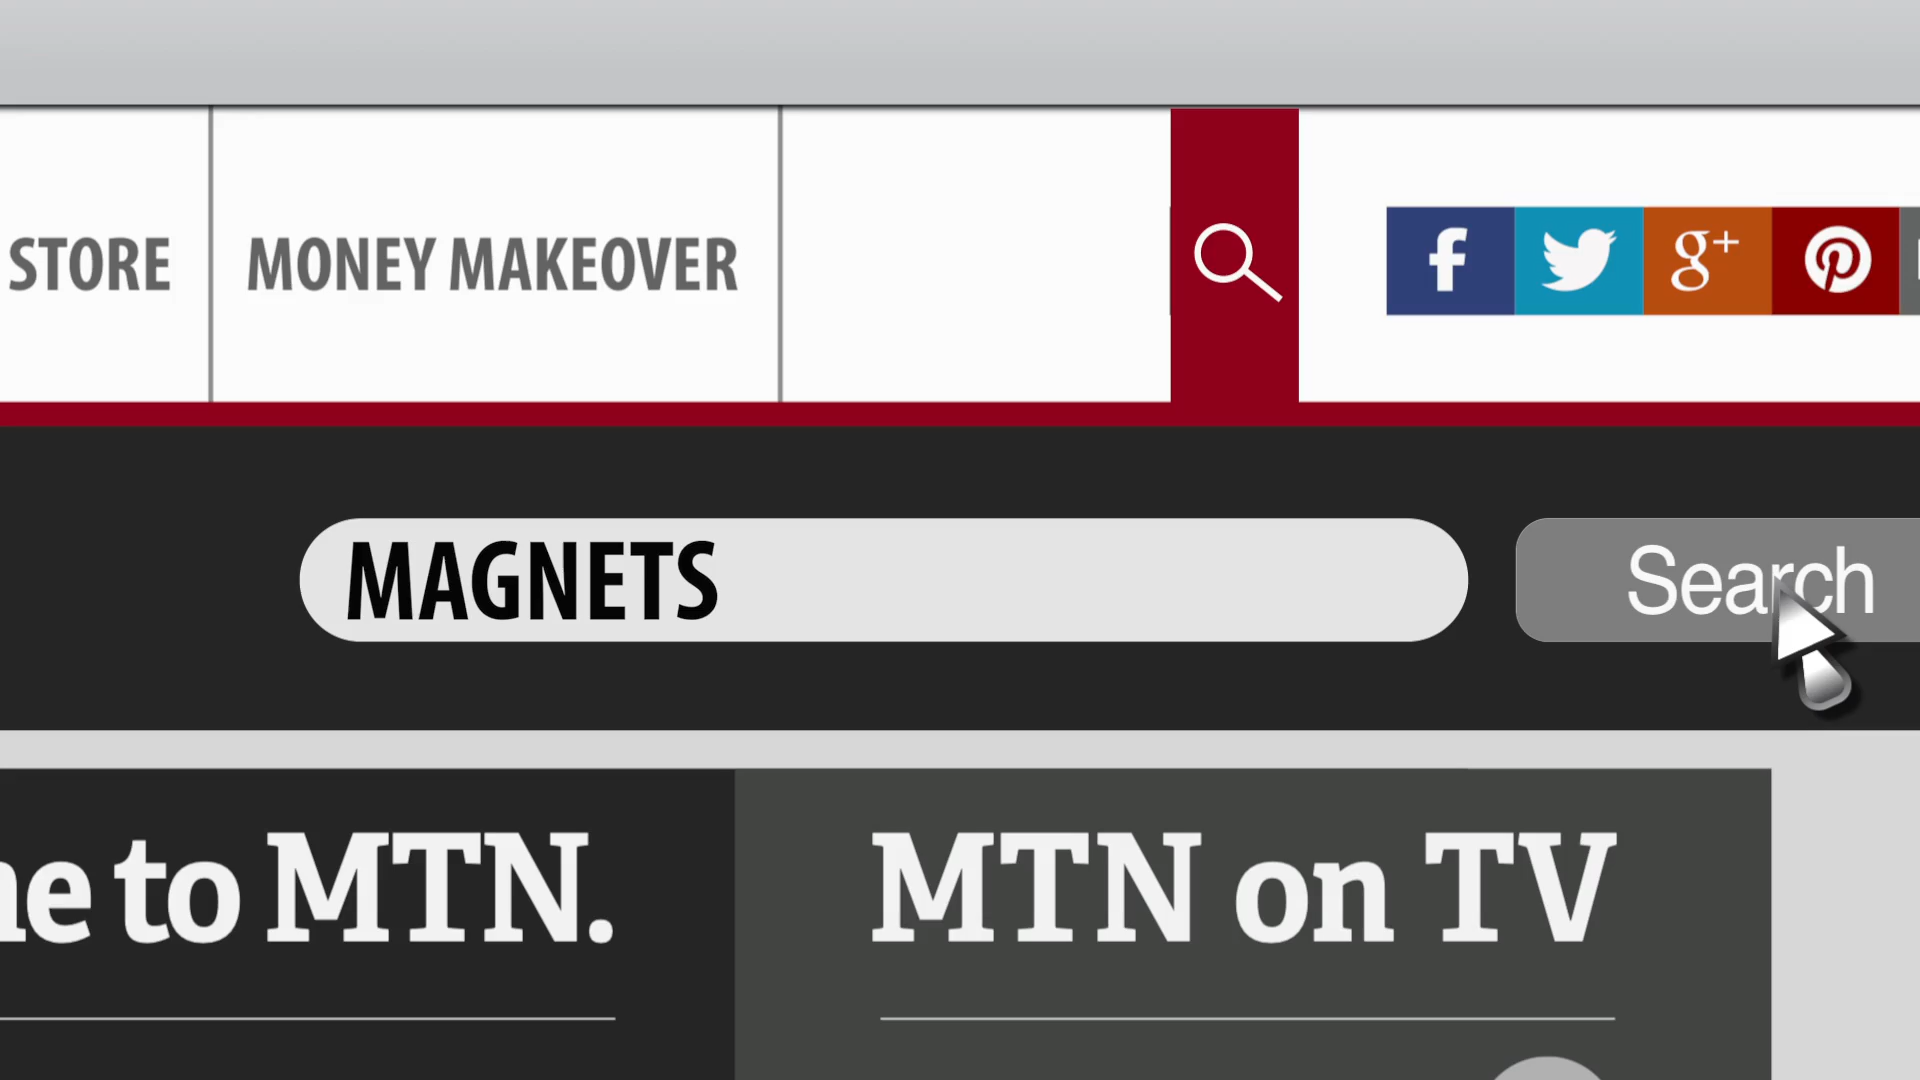 STORE
MONEY MAKEOVER
f
g+
MAGNETS
Search
e to MTN.
MTN on TV